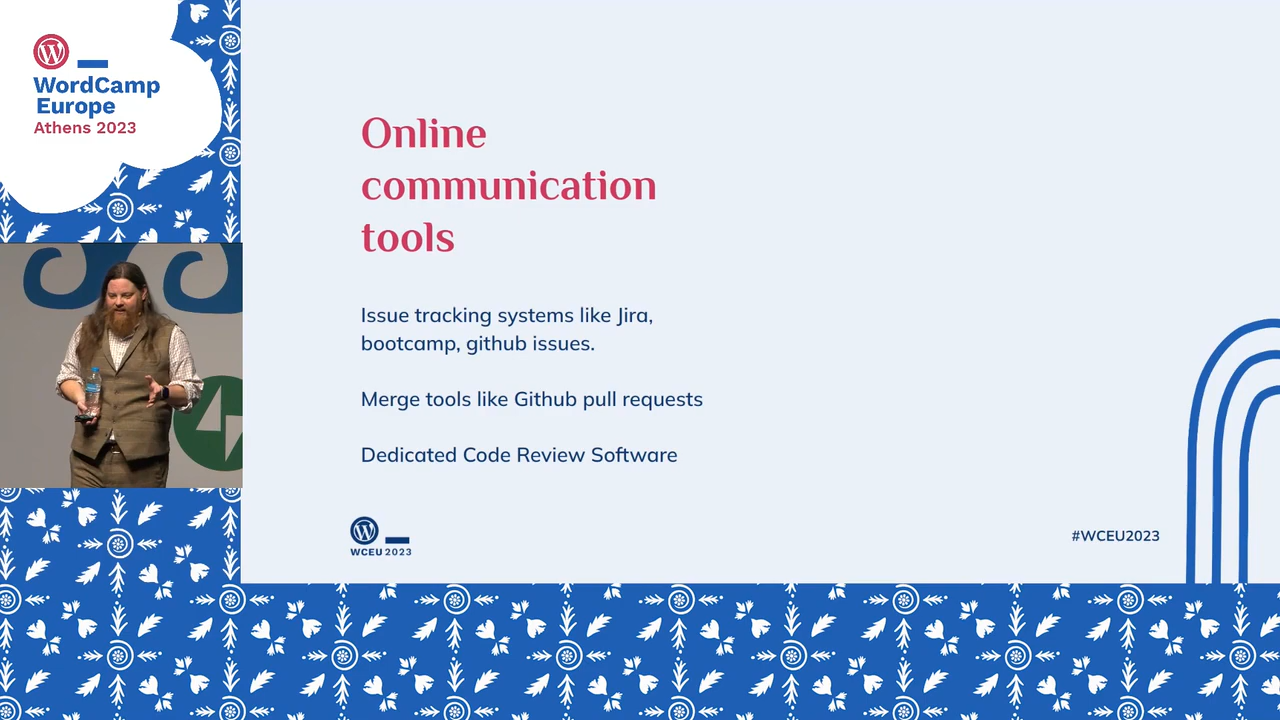 WordCamp
Europe
Athens 2023
Online
communication
tools
Issue tracking systems like Jira,
bootcamp, github issues.
Merge tools like Github pull requests
Dedicated Code Review Software
WCEU 2023
#WCEU2023